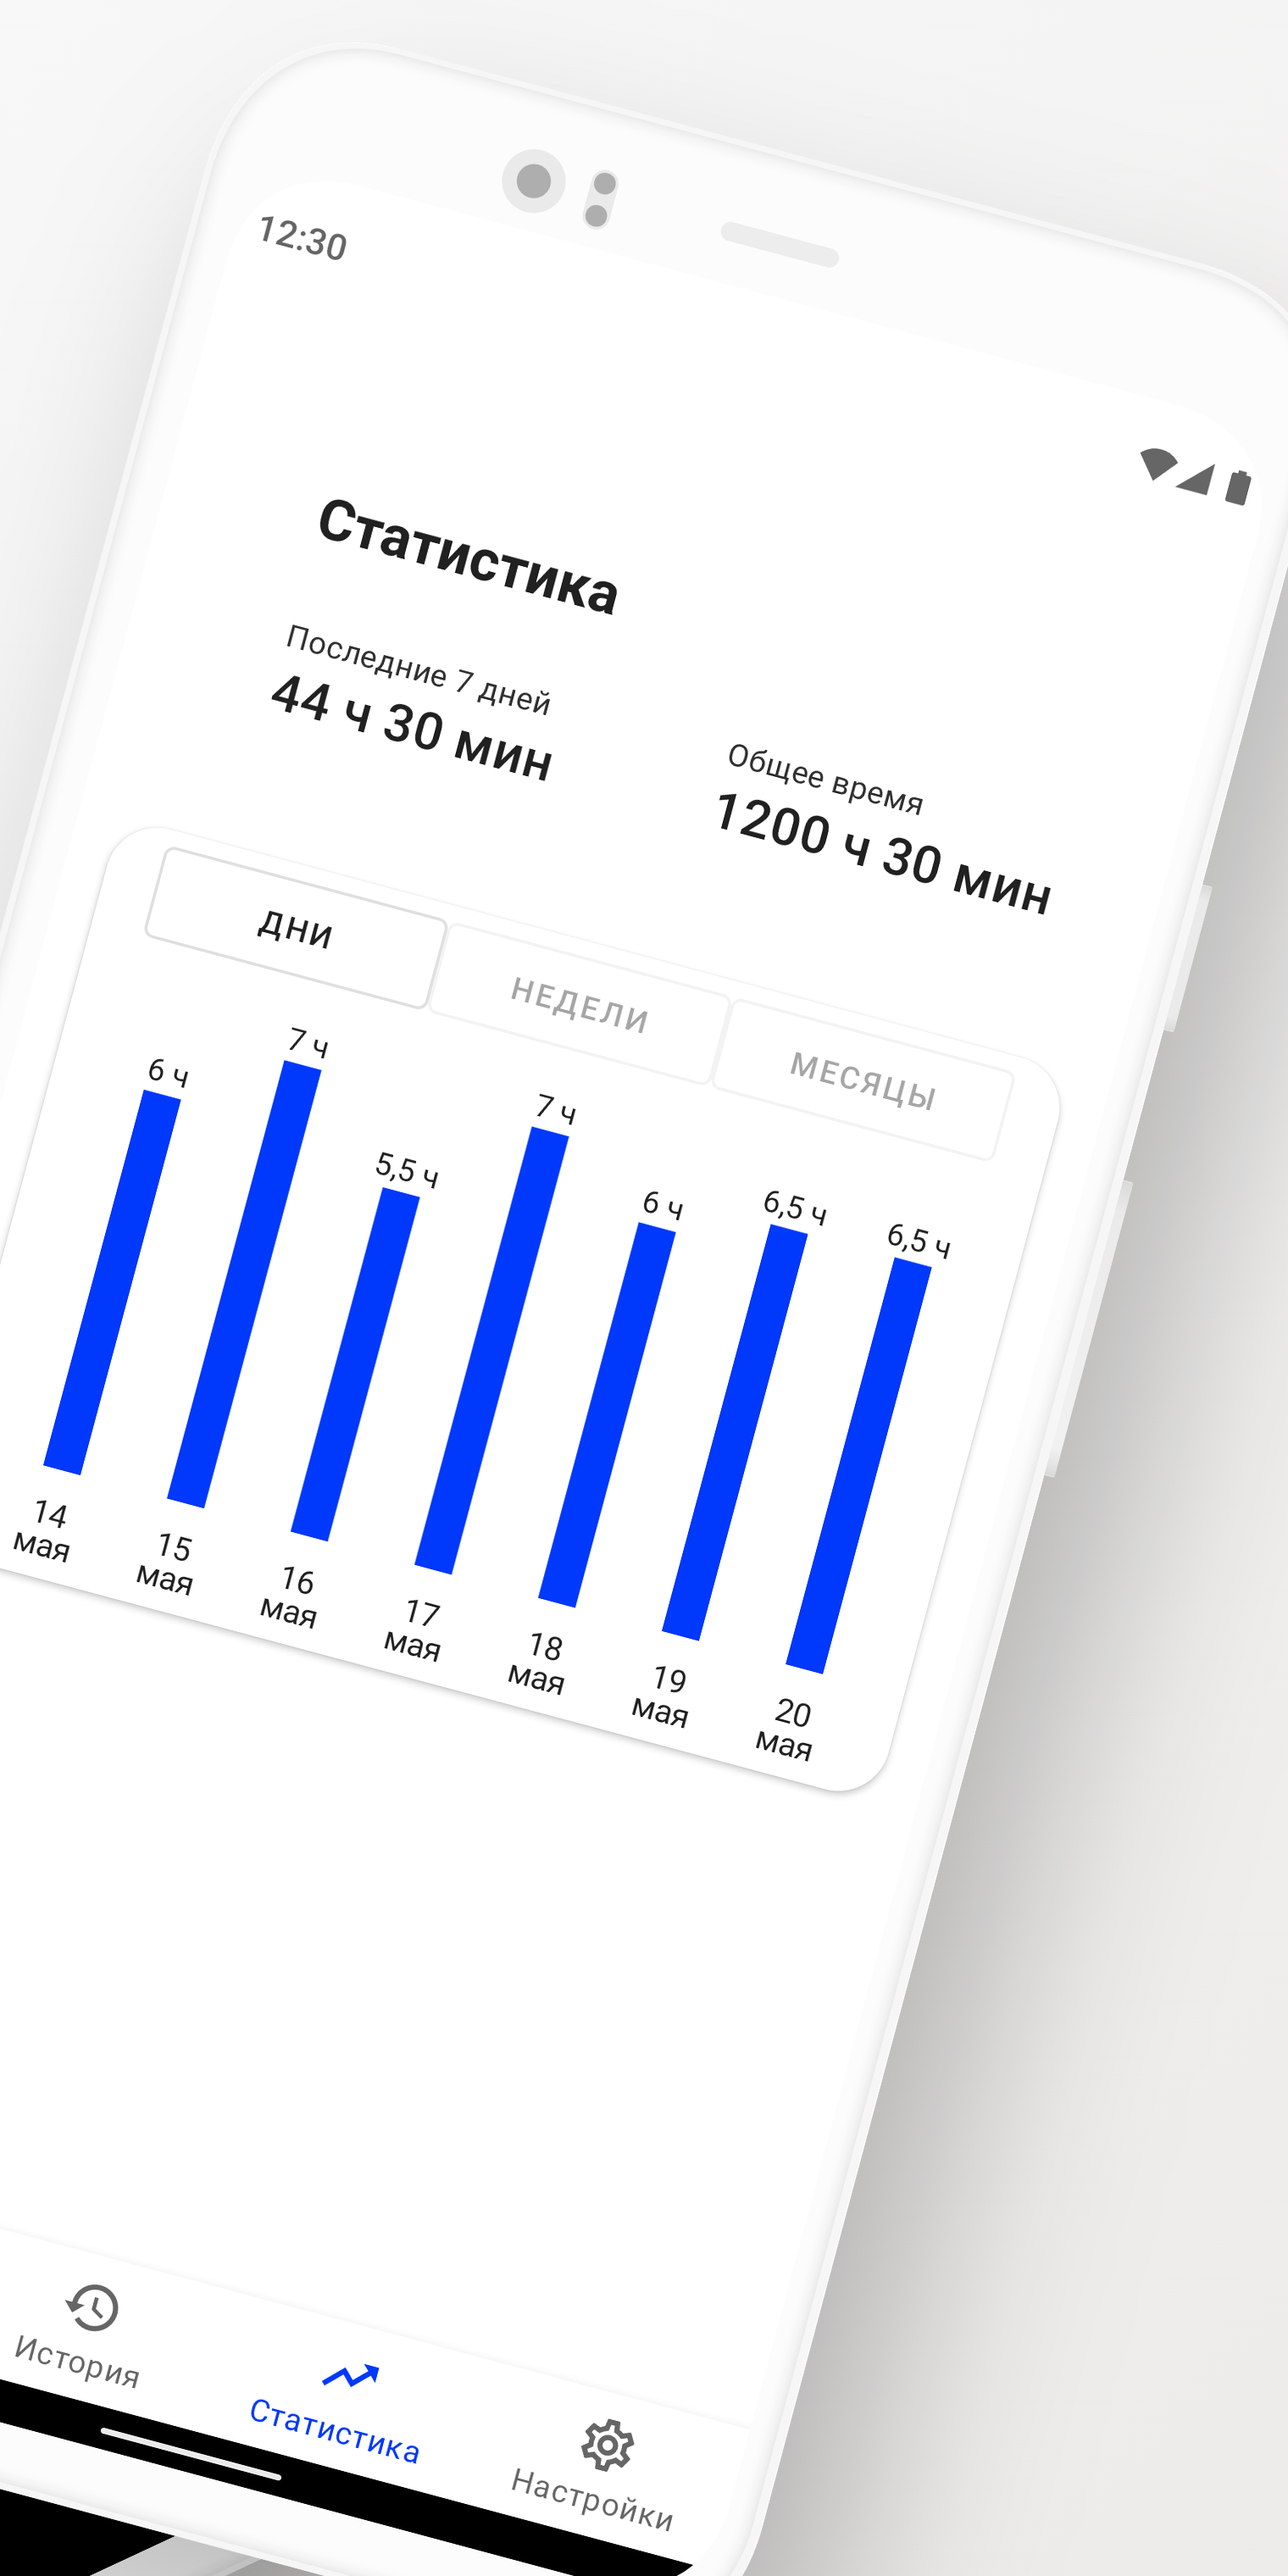 12:30
Статистика
Последние 7 дней
44 ч 30 мин
Общее время
1200 ч 30 мин
ДНИ
НЕДЕЛИ
МЕСЯЦЫ
6 ч
7 ч
5,5 ч
7 ч
6 ч
6,5 ч
6,5 ч
14
мая
15
мая
16
мая
17
мая
18
мая
19
мая
20
мая
История
Статистика
Настройки